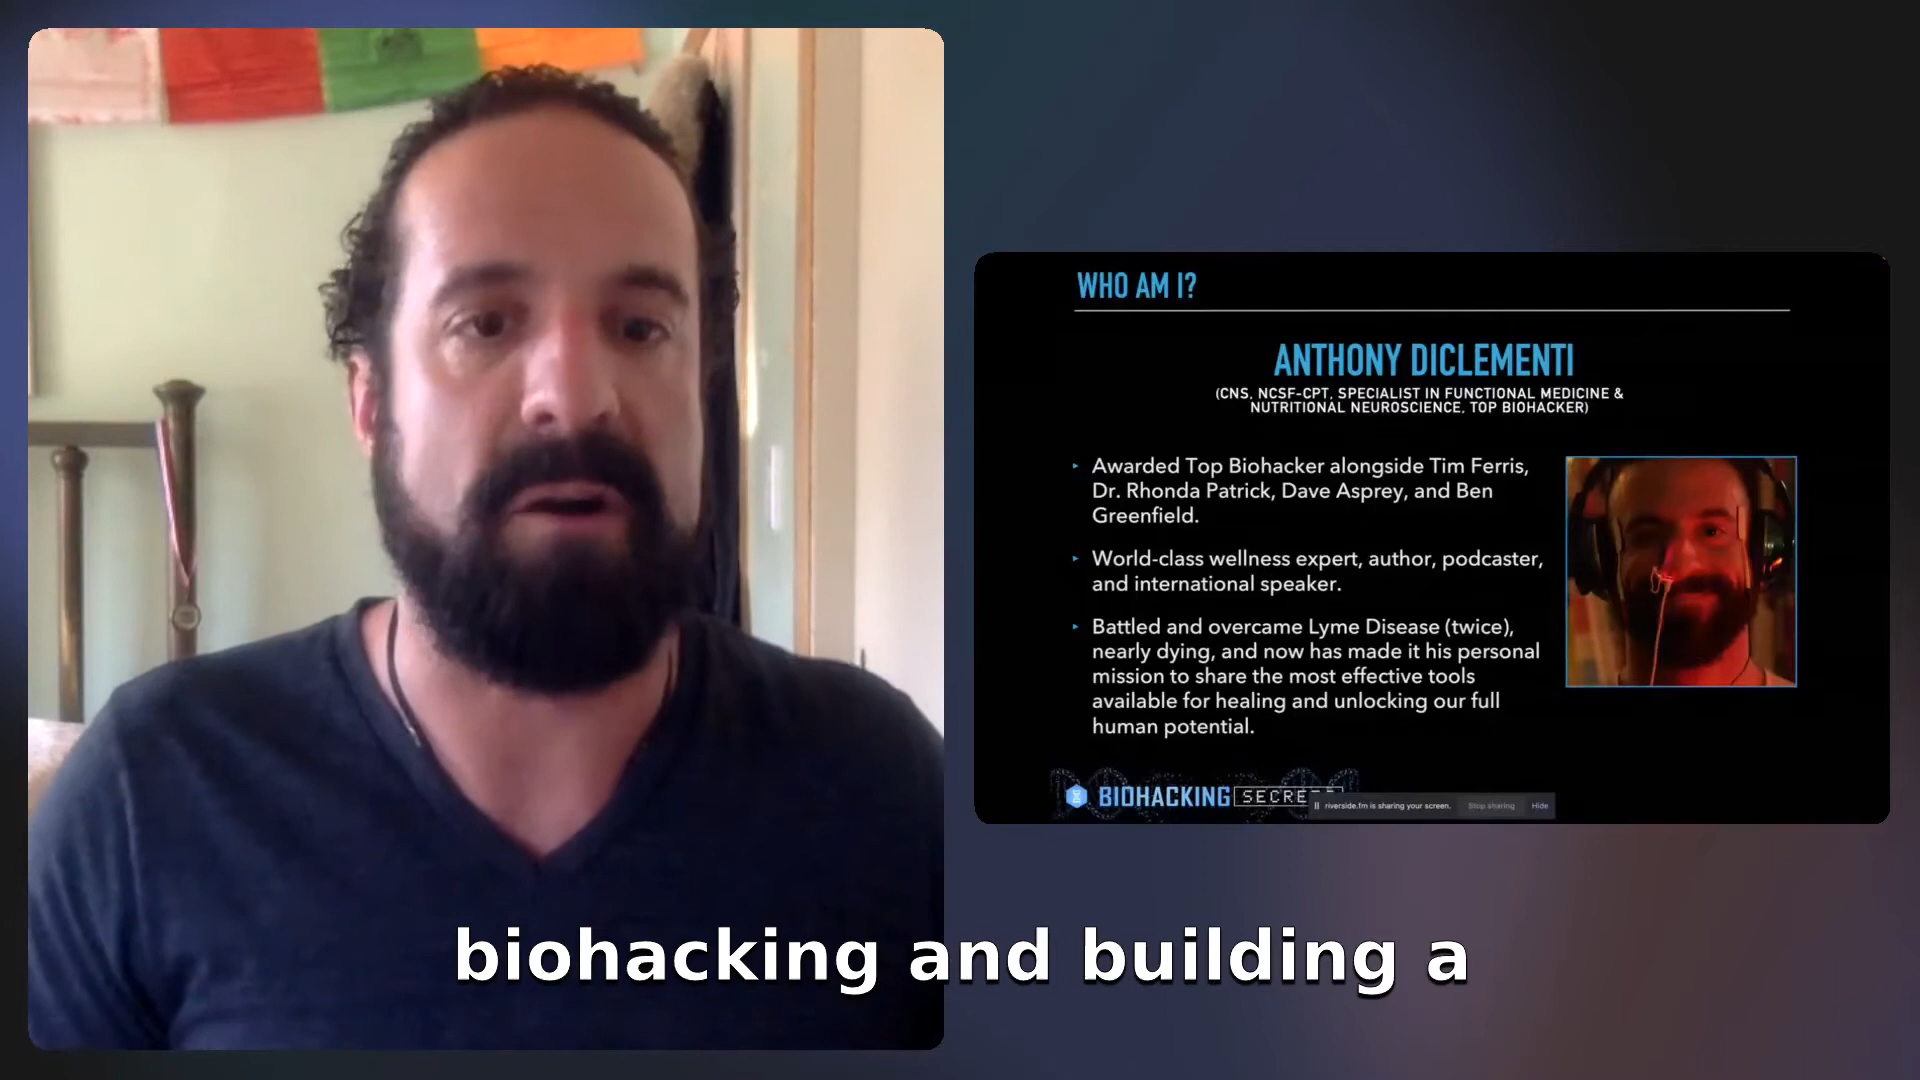 WHO AM I?
ANTHONY DICLEMENTI
(CNS, NCSF-CPT, SPECIALIST IN FUNCTIONAL MEDICINE &
NUTRITIONAL NEUROSCIENCE, TOP BIOHACKER)
‣ Awarded Top Biohacker alongside Tim Ferris,
Dr. Rhonda Patrick, Dave Asprey, and Ben
Greenfield.
‣ World-class wellness expert, author, podcaster,
and international speaker.
‣ Battled and overcame Lyme Disease (twice),
nearly dying, and now has made it his personal
mission to share the most effective tools
available for healing and unlocking our full
human potential.
BIOHACKING SECRE
riverside.fm is sharing your screen. Stop sharing Hide
biohacking and building a